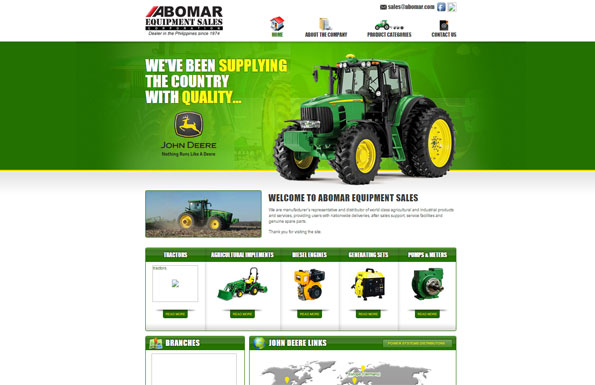 ABOMAR
EQUIPMENT SALES
CORPORATION
Dealer in the Philippines since 1974
sales@abomar.com
HOME
ABOUT THE COMPANY
PRODUCT CATEGORIES
CONTACT US
WE'VE BEEN SUPPLYING
THE COUNTRY
WITH QUALITY...
JOHN DEERE
Nothing Runs Like A Deere
WELCOME TO ABOMAR EQUIPMENT SALES
We are manufacturer's representative and distributor of world class agricultural and industrial products
and services, providing users with nationwide deliveries, after sales support, service facilities and
genuine spare parts.
Thank you for visiting the site.
TRACTORS
AGRICULTURAL IMPLEMENTS
DIESEL ENGINES
GENERATING SETS
PUMPS & METERS
tractors
READ MORE
READ MORE
READ MORE
READ MORE
READ MORE
BRANCHES
JOHN DEERE LINKS
POWER SYSTEMS DISTRIBUTORS